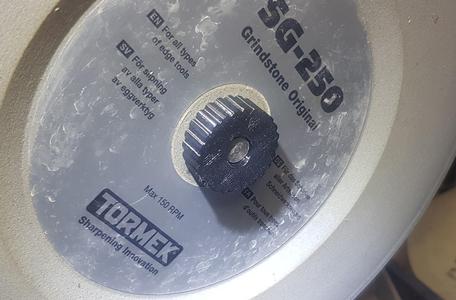 SG-250
Grindstone Original
EN For all types
of edge tools
SV För slipning
av alla typer
av eggverktyg
Max 150 RPM
TORMEK
Sharpening Innovation